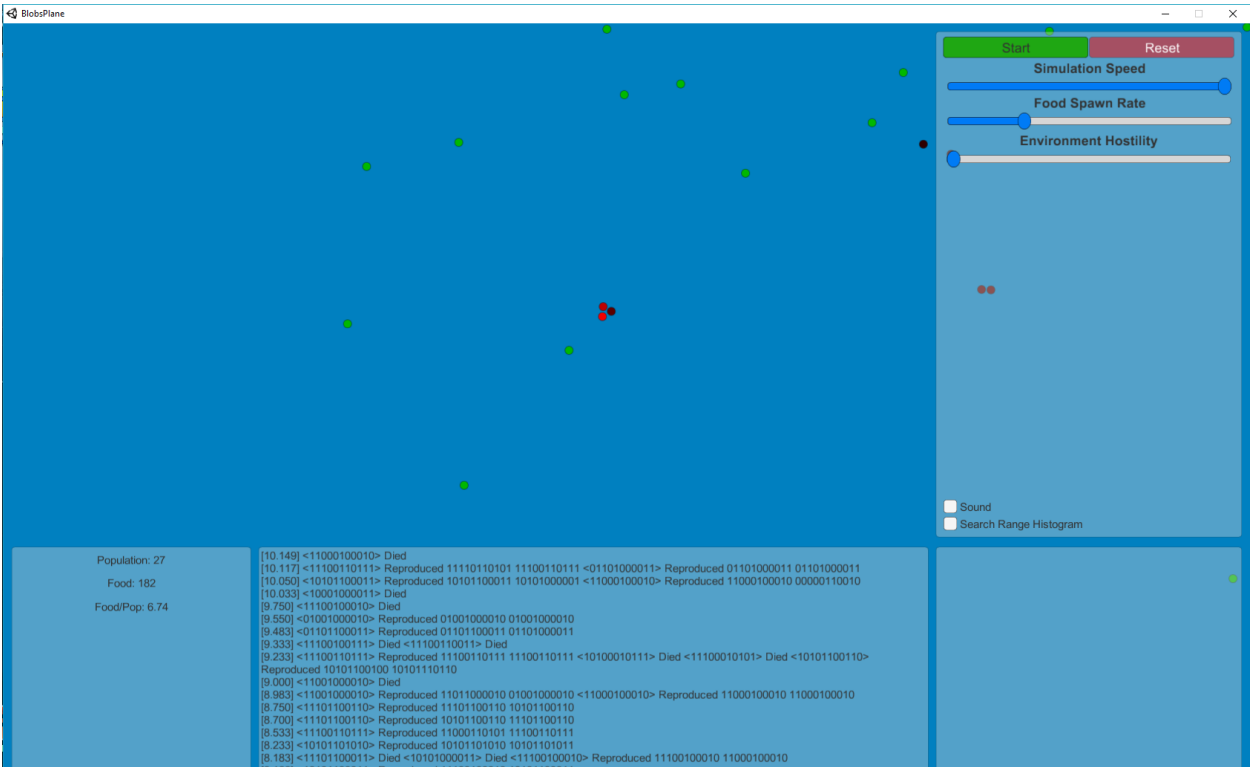 BlobsPlane
Start Reset
Simulation Speed
Food Spawn Rate
Environment Hostility
Sound
Search Range Histogram
Population: 27
Food: 182
Food/Pop: 6.74
[10.149] <11000100010> Died
[10.117] <11100110111> Reproduced 11110110101 11100110111 <01101000011> Reproduced 01101000011 01101000011
[10.050] <10101100011> Reproduced 10101100011 10101000001 <11000100010> Reproduced 11000100010 00000110010
[10.033] <10001000011> Died
[9.750] <11100100010> Died
[9.550] <01001000010> Reproduced 01001000010 01001000010
[9.483] <01101100011> Reproduced 01101100011 01101000011
[9.333] <11100100111> Died <11100110011> Died
[9.233] <11100110111> Reproduced 11100110111 11100110111 <10100010111> Died <11100010101> Died <10101100110>
Reproduced 10101100100 10101110110
[9.000] <11001000010> Died
[8.983] <11001000010> Reproduced 11011000010 01001000010 <11000100010> Reproduced 11000100010 11000100010
[8.750] <11101100110> Reproduced 11101100110 10101100110
[8.700] <11101100110> Reproduced 10101100110 11101100110
[8.533] <11100110111> Reproduced 11000110101 11100110111
[8.233] <10101101010> Reproduced 10101101010 10101101011
[8.183] <11101100011> Died <10101000011> Died <11100100010> Reproduced 11100100010 11000100010